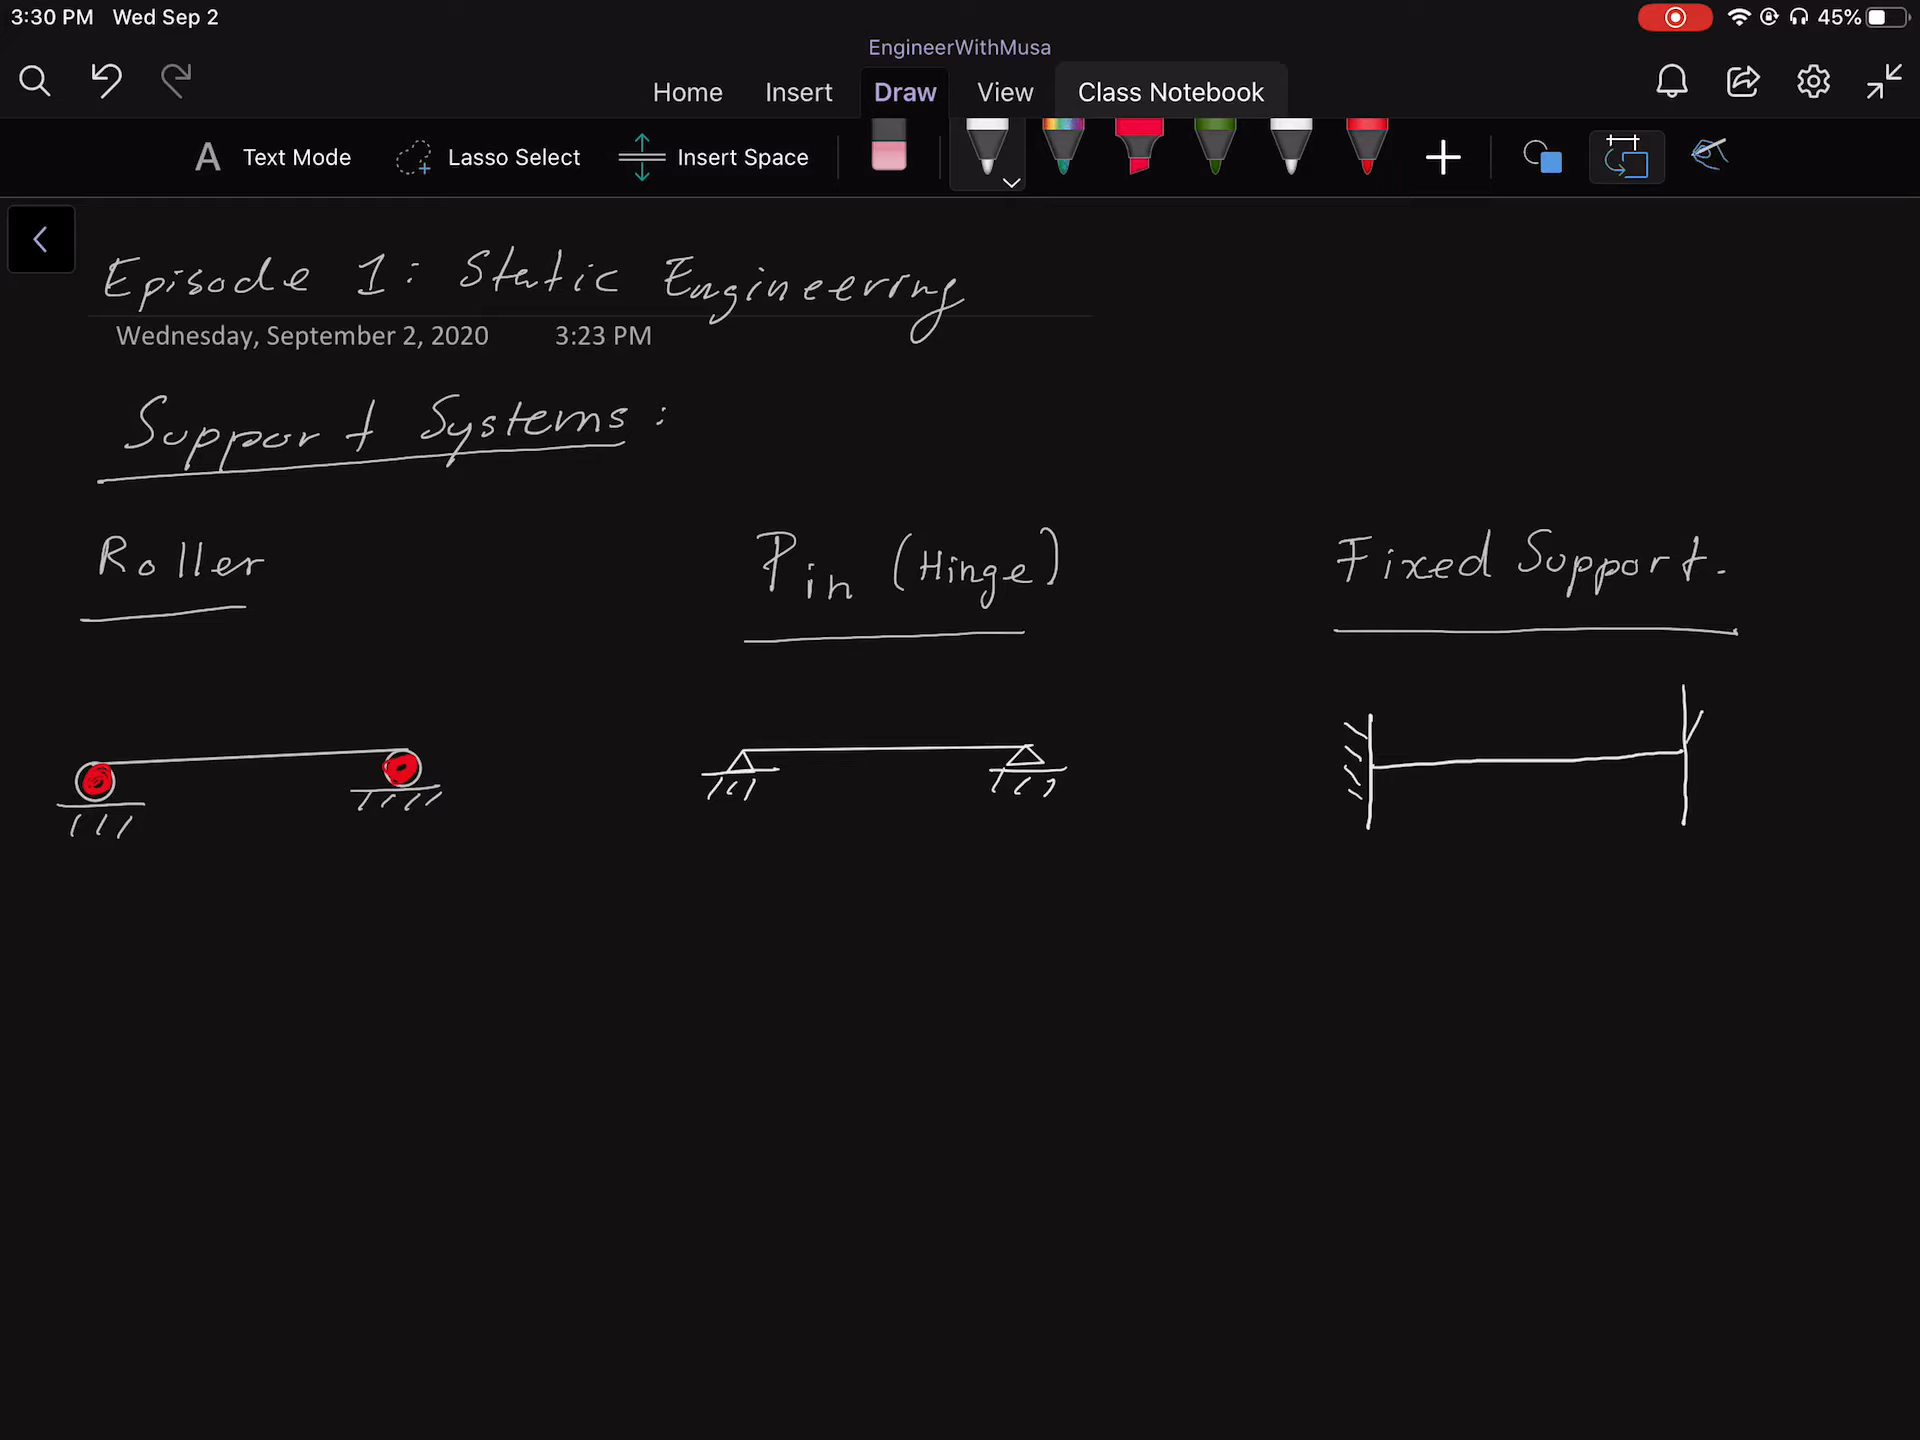 3:30 PM Wed Sep 2 45%
EngineerWithMusa
Home Insert Draw View Class Notebook
A Text Mode Lasso Select Insert Space
Episode 1: Static Engineering
Wednesday, September 2, 2020 3:23 PM
Support Systems:
Roller Pin (Hinge) Fixed Support.